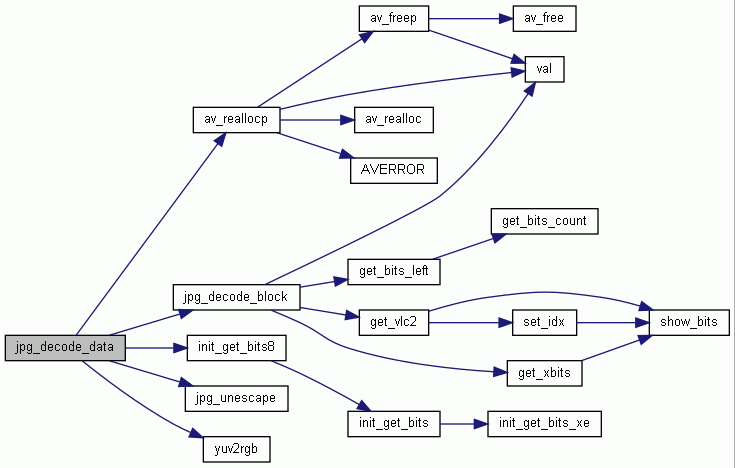 av_freep
av_free
val
av_reallocp
av_realloc
AVERROR
get_bits_count
get_bits_left
jpg_decode_block
get_vlc2
set_idx
show_bits
jpg_decode_data
init_get_bits8
get_xbits
jpg_unescape
init_get_bits
init_get_bits_xe
yuv2rgb